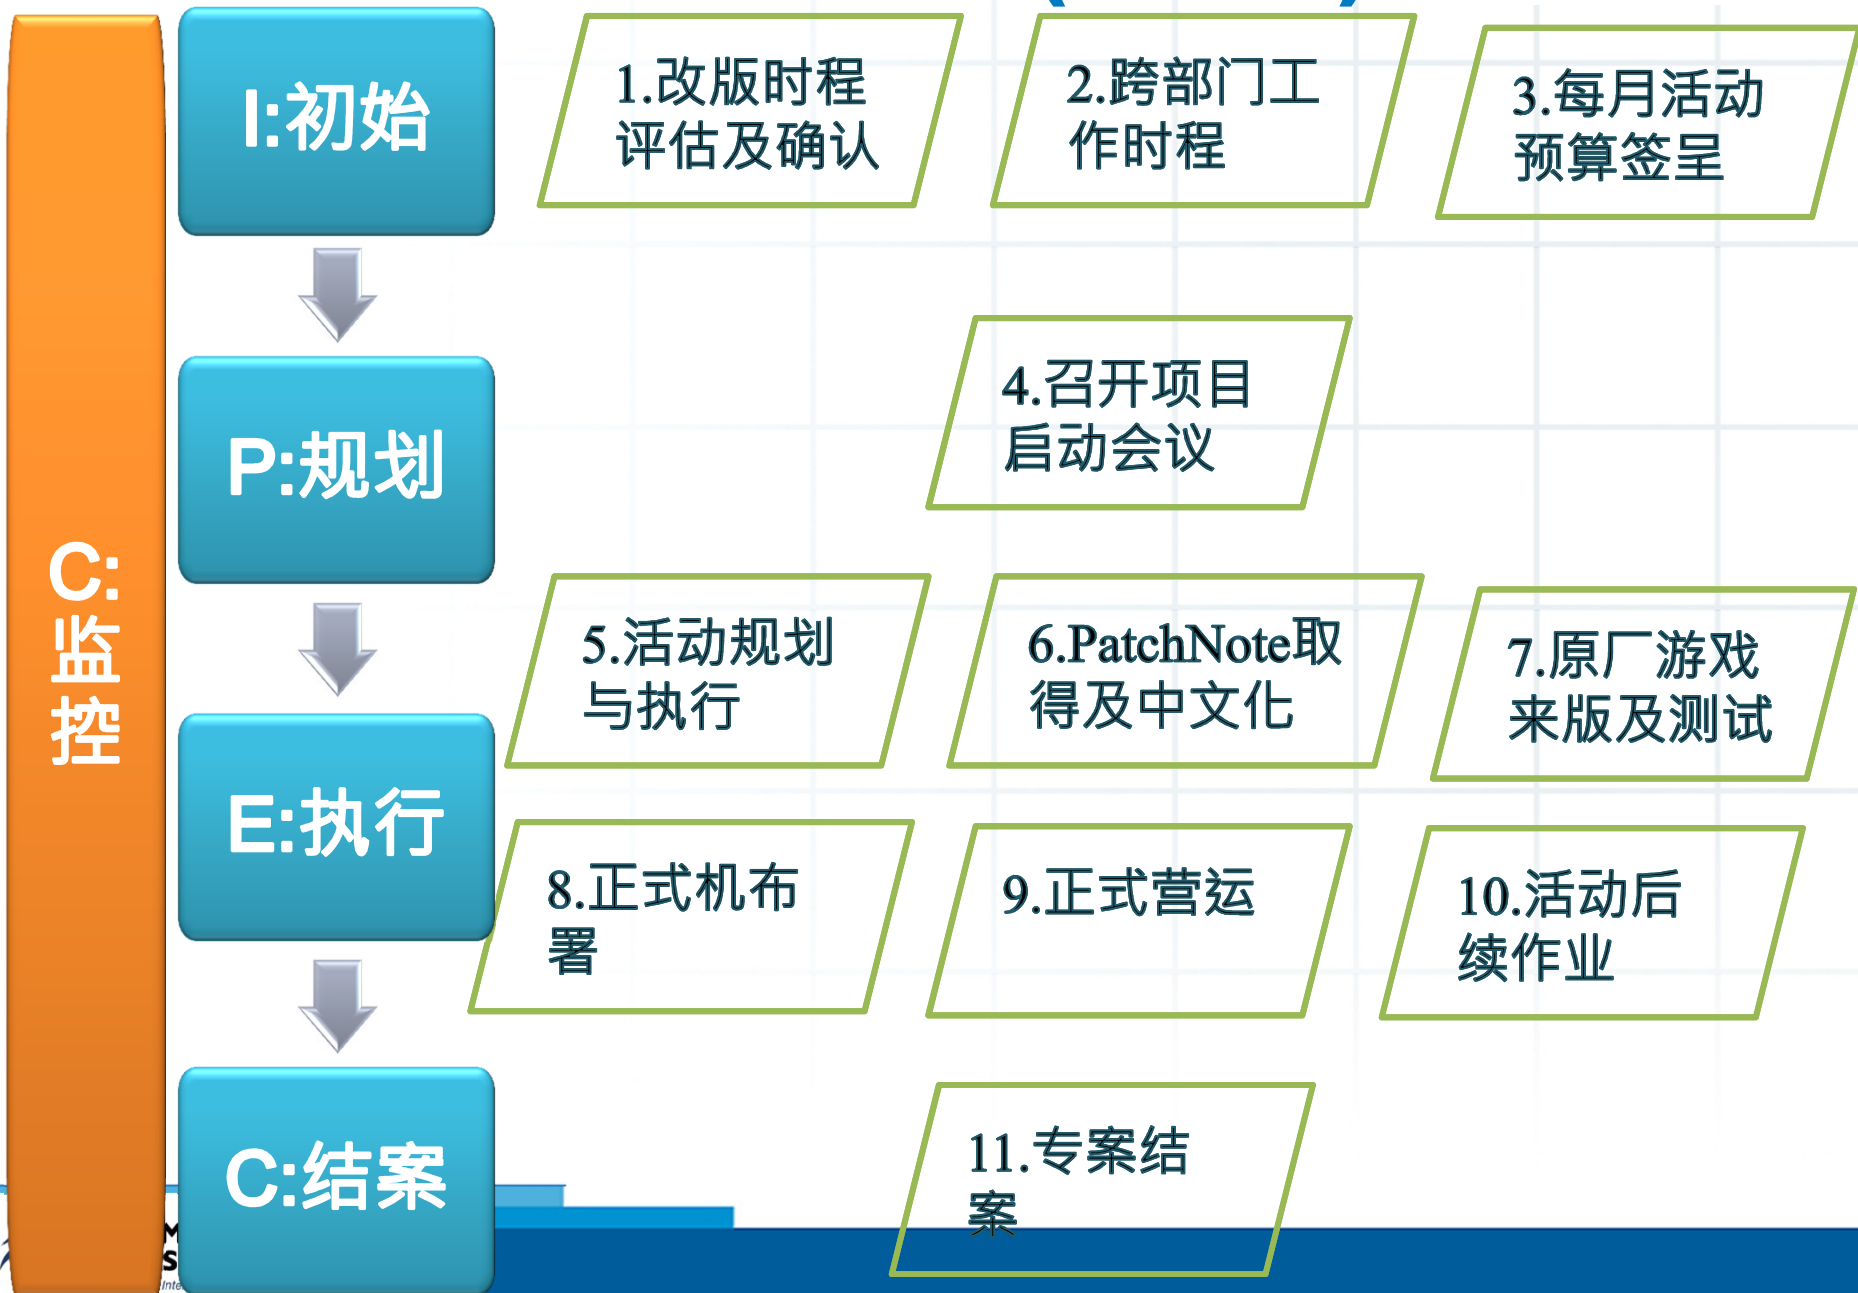 I:初始
1.改版时程
评估及确认
2.跨部门工
作时程
3.每月活动
预算签呈
P:规划
4.召开项目
启动会议
C:
监
控
5.活动规划
与执行
6.PatchNote取
得及中文化
7.原厂游戏
来版及测试
E:执行
8.正式机布
署
9.正式营运
10.活动后
续作业
C:结案
11.专案结
案